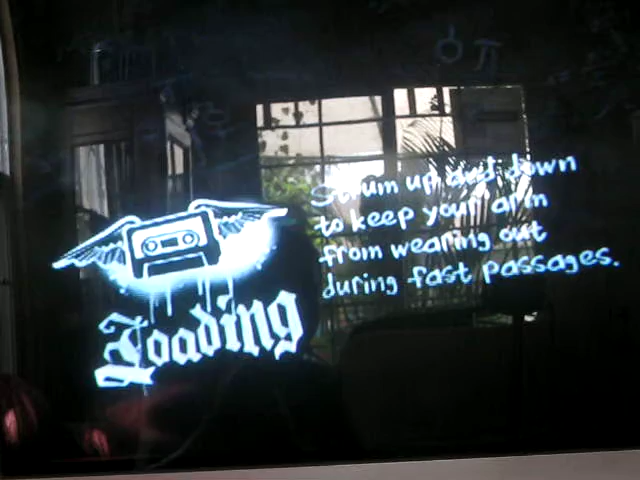 Strum up and down
to keep your arm
from wearing out
during fast passages.
Loading